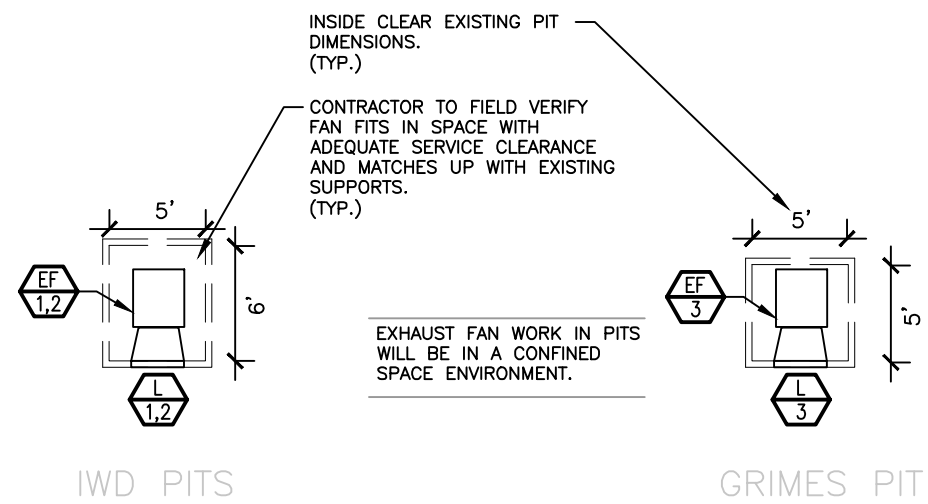 INSIDE CLEAR EXISTING PIT
DIMENSIONS.
(TYP.)
CONTRACTOR TO FIELD VERIFY
FAN FITS IN SPACE WITH
ADEQUATE SERVICE CLEARANCE
AND MATCHES UP WITH EXISTING
SUPPORTS.
(TYP.)
5'
6'
EF
1,2
L
1,2
EXHAUST FAN WORK IN PITS
WILL BE IN A CONFINED
SPACE ENVIRONMENT.
5'
5'
EF
3
L
3
IWD PITS
GRIMES PIT